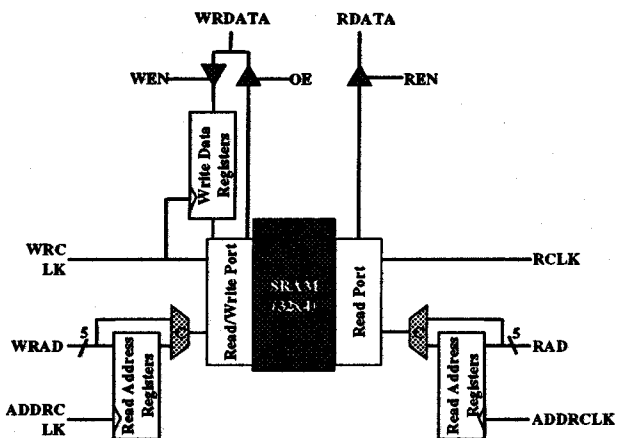 WRDATA
RDATA
WEN
OE
REN
Write Data
Registers
WRC
LK
Read/Write Port
SRAM
(32x4)
Read Port
RCLK
WRAD
5
C
C
5
RAD
Read Address
Registers
Read Address
Registers
ADDRC
LK
ADDRCLK